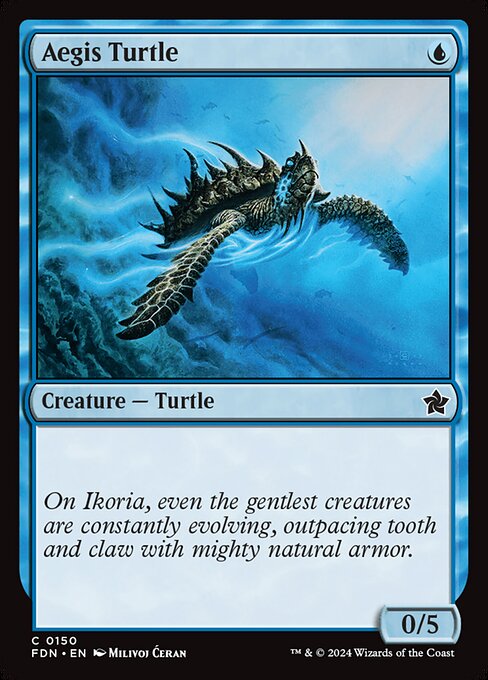 Aegis Turtle
Creature — Turtle
On Ikoria, even the gentlest creatures
are constantly evolving, outpacing tooth
and claw with mighty natural armor.
0/5
C 0150
FDN • EN Milivoj Ćeran
™ & © 2024 Wizards of the Coast